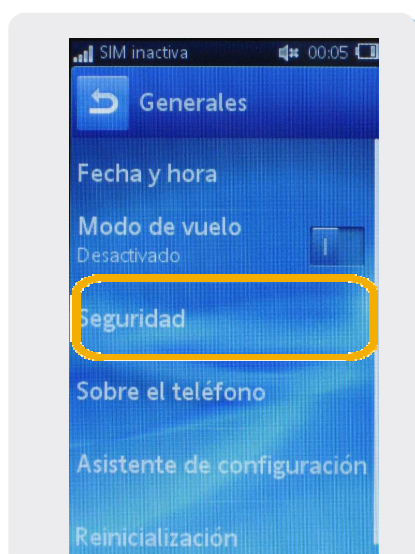 SIM inactiva 00:05
Generales
Fecha y hora
Modo de vuelo
Desactivado
Seguridad
Sobre el teléfono
Asistente de configuración
Reinicialización